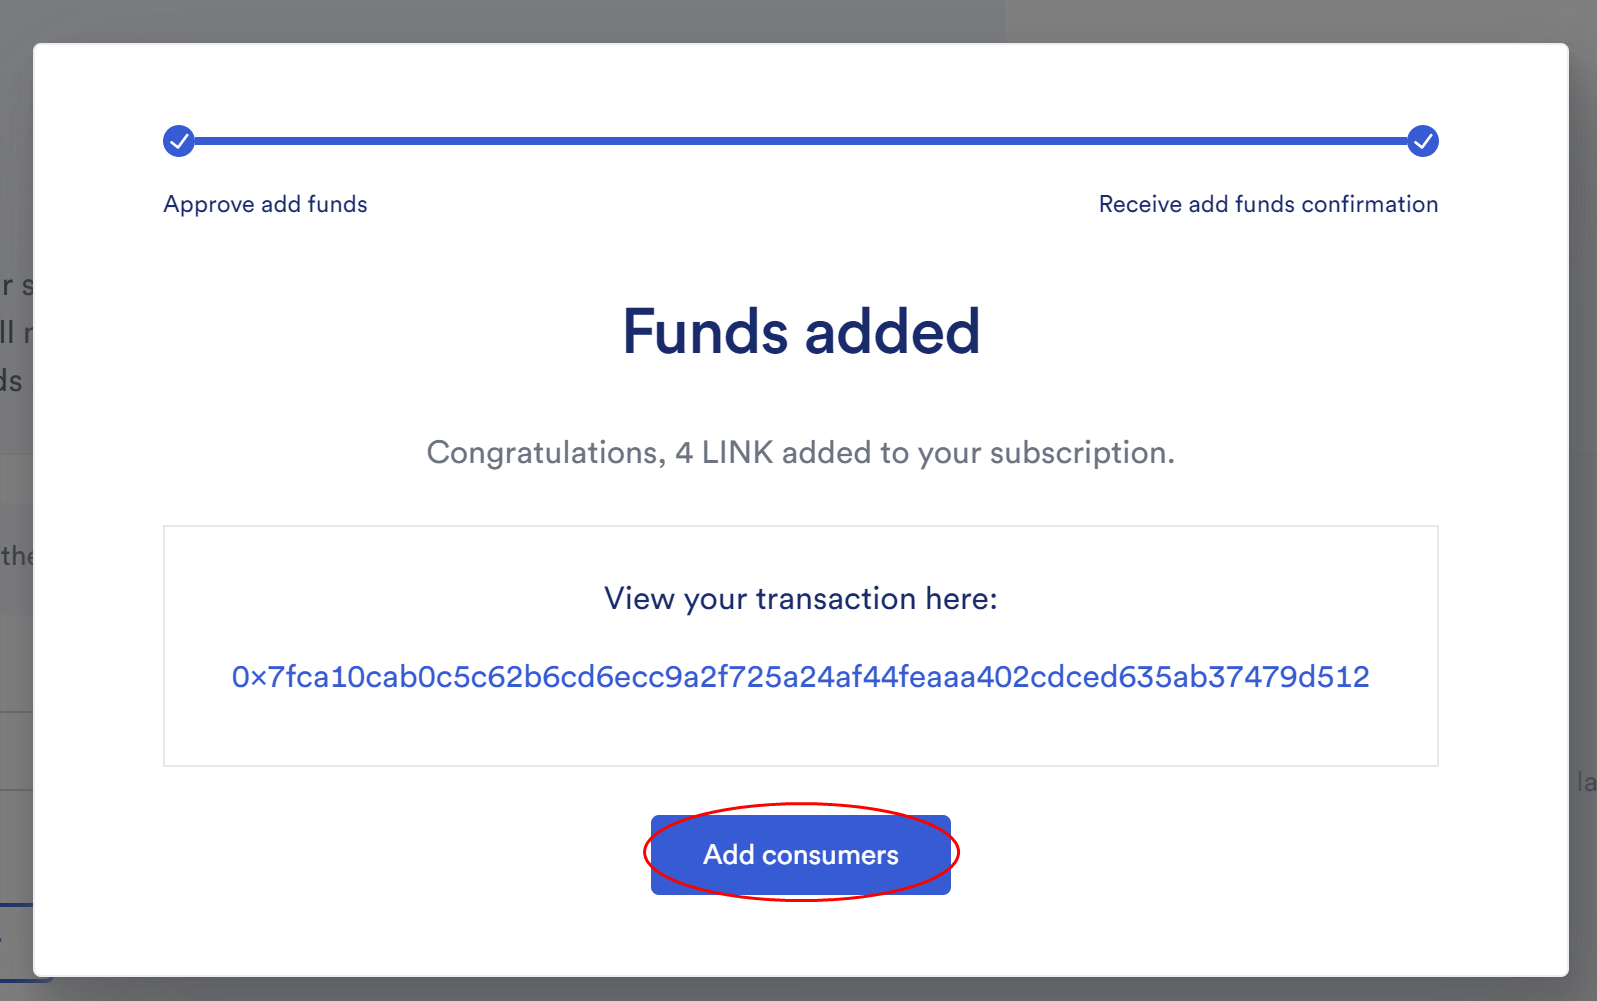 Approve add funds
Receive add funds confirmation
Funds added
Congratulations, 4 LINK added to your subscription.
View your transaction here:
0x7fca10cab0c5c62b6cd6ecc9a2f725a24af44feaaa402cdced635ab37479d512
Add consumers